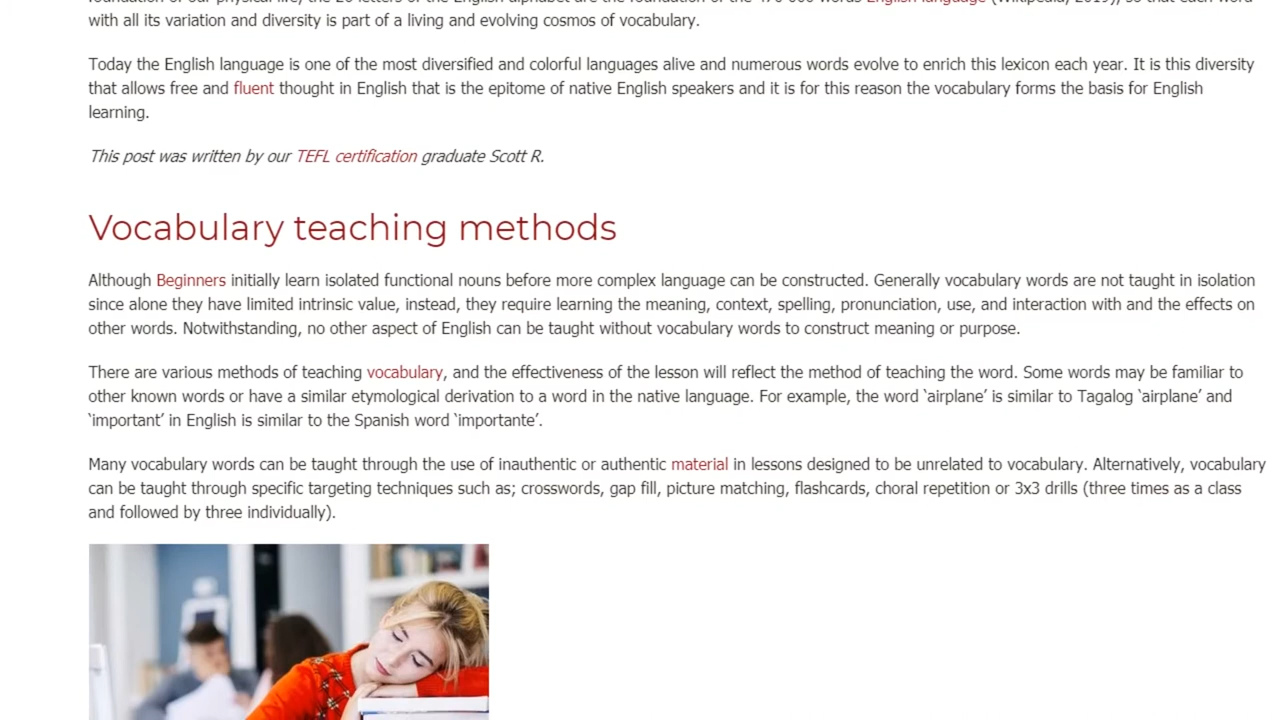 with all its variation and diversity is part of a living and evolving cosmos of vocabulary.
Today the English language is one of the most diversified and colorful languages alive and numerous words evolve to enrich this lexicon each year. It is this diversity
that allows free and fluent thought in English that is the epitome of native English speakers and it is for this reason the vocabulary forms the basis for English
learning.
This post was written by our TEFL certification graduate Scott R.
Vocabulary teaching methods
Although Beginners initially learn isolated functional nouns before more complex language can be constructed. Generally vocabulary words are not taught in isolation
since alone they have limited intrinsic value, instead, they require learning the meaning, context, spelling, pronunciation, use, and interaction with and the effects on
other words. Notwithstanding, no other aspect of English can be taught without vocabulary words to construct meaning or purpose.
There are various methods of teaching vocabulary, and the effectiveness of the lesson will reflect the method of teaching the word. Some words may be familiar to
other known words or have a similar etymological derivation to a word in the native language. For example, the word ‛airplane’ is similar to Tagalog ‛airplane’ and
‛important’ in English is similar to the Spanish word ‛importante’.
Many vocabulary words can be taught through the use of inauthentic or authentic material in lessons designed to be unrelated to vocabulary. Alternatively, vocabulary
can be taught through specific targeting techniques such as; crosswords, gap fill, picture matching, flashcards, choral repetition or 3x3 drills (three times as a class
and followed by three individually).